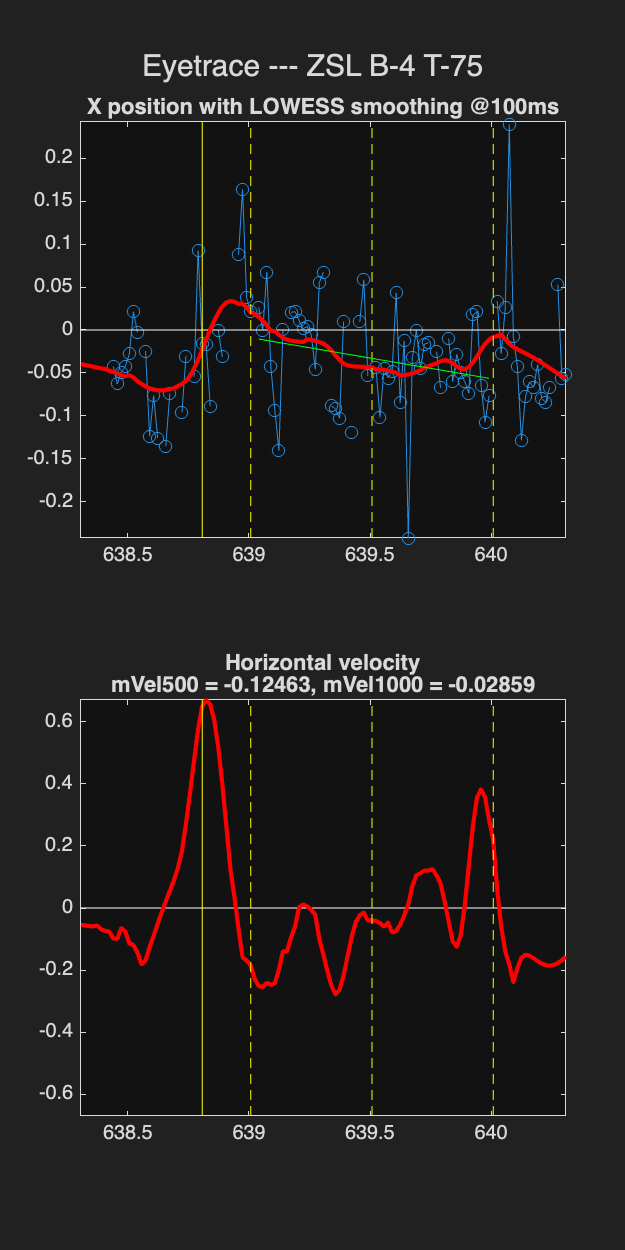 Eyetrace --- ZSL B-4 T-75
X position with LOWESS smoothing @100ms
0.2
0.15
0.1
0.05
0
-0.05
-0.1
-0.15
-0.2
638.5 639 639.5 640
Horizontal velocity
mVel500 = -0.12463, mVel1000 = -0.02859
0.6
0.4
0.2
0
-0.2
-0.4
-0.6
638.5 639 639.5 640